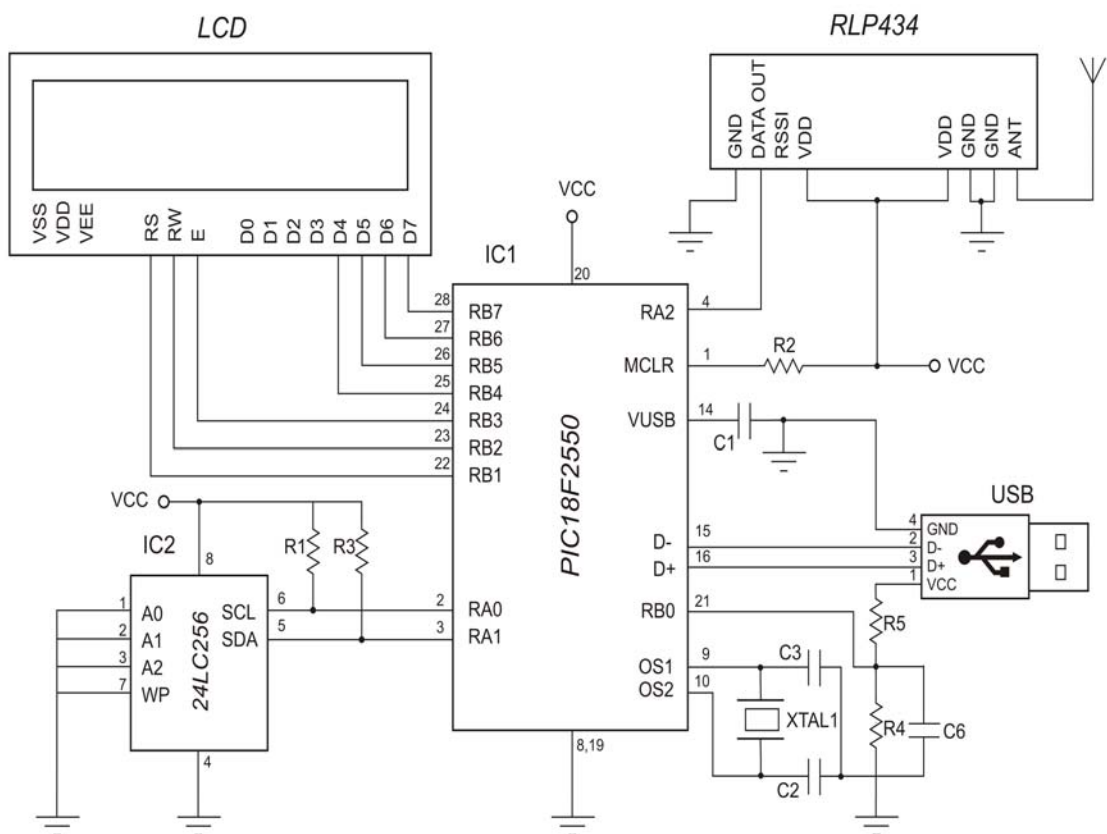 LCD
VSS
VDD
VEE
RS
RW
E
D0
D1
D2
D3
D4
D5
D6
D7
RLP434
GND
DATA OUT
RSSI
VDD
VDD
GND
GND
ANT
VCC
20
IC1
PIC18F2550
28 RB7
27 RB6
26 RB5
25 RB4
24 RB3
23 RB2
22 RB1
2 RA0
3 RA1
RA2 4
MCLR 1
R2
VCC
VUSB 14
C1
D- 15
D+ 16
RB0 21
OS1 9
OS2 10
8,19
USB
4 GND
2 D-
3 D+
1 VCC
R5
R4
C6
C3
XTAL1
C2
VCC
R1
R3
IC2
8
24LC256
1 A0
2 A1
3 A2
7 WP
SCL 6
SDA 5
4